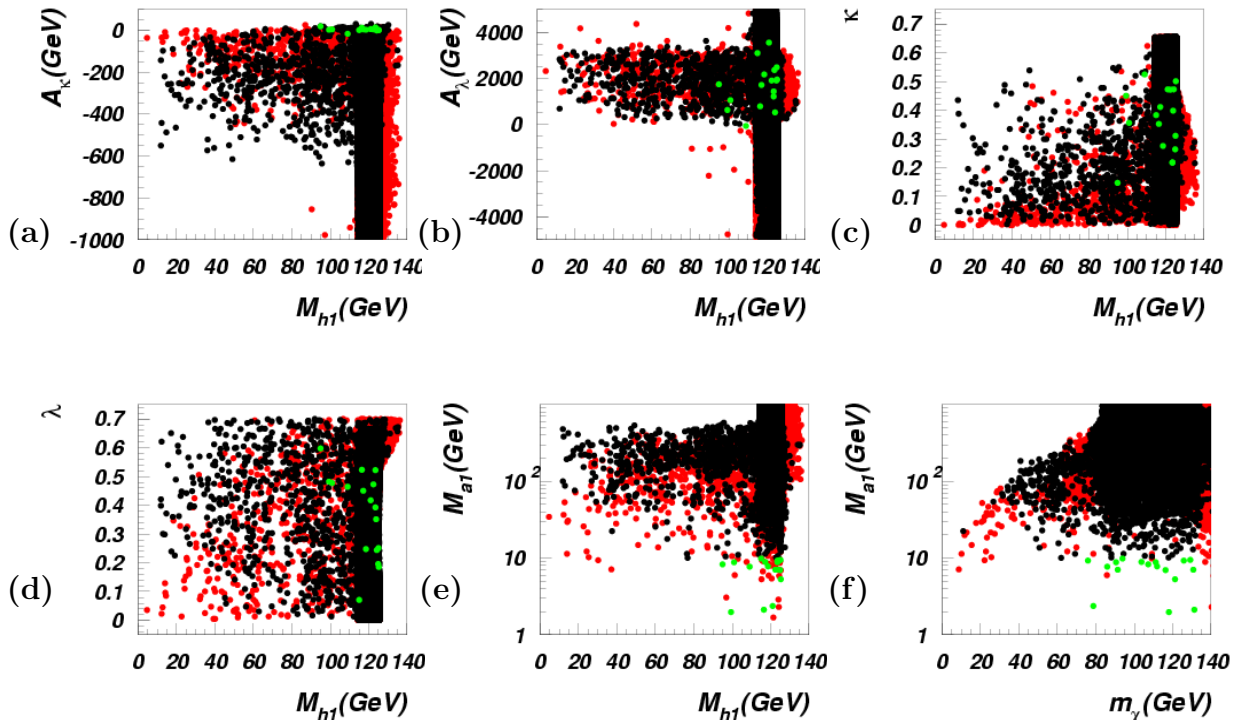 A_κ(GeV)
0
-200
-400
-600
-800
-1000
(a)
0 20 40 60 80 100 120 140
M_h1(GeV)
A_λ(GeV)
4000
2000
0
-2000
-4000
(b)
0 20 40 60 80 100 120 140
M_h1(GeV)
κ
0.7
0.6
0.5
0.4
0.3
0.2
0.1
0
(c)
0 20 40 60 80 100 120 140
M_h1(GeV)
λ
0.7
0.6
0.5
0.4
0.3
0.2
0.1
0
(d)
0 20 40 60 80 100 120 140
M_h1(GeV)
M_a1(GeV)
10^2
10
1
(e)
0 20 40 60 80 100 120 140
M_h1(GeV)
M_a1(GeV)
10^2
10
1
(f)
0 20 40 60 80 100 120 140
m_χ(GeV)